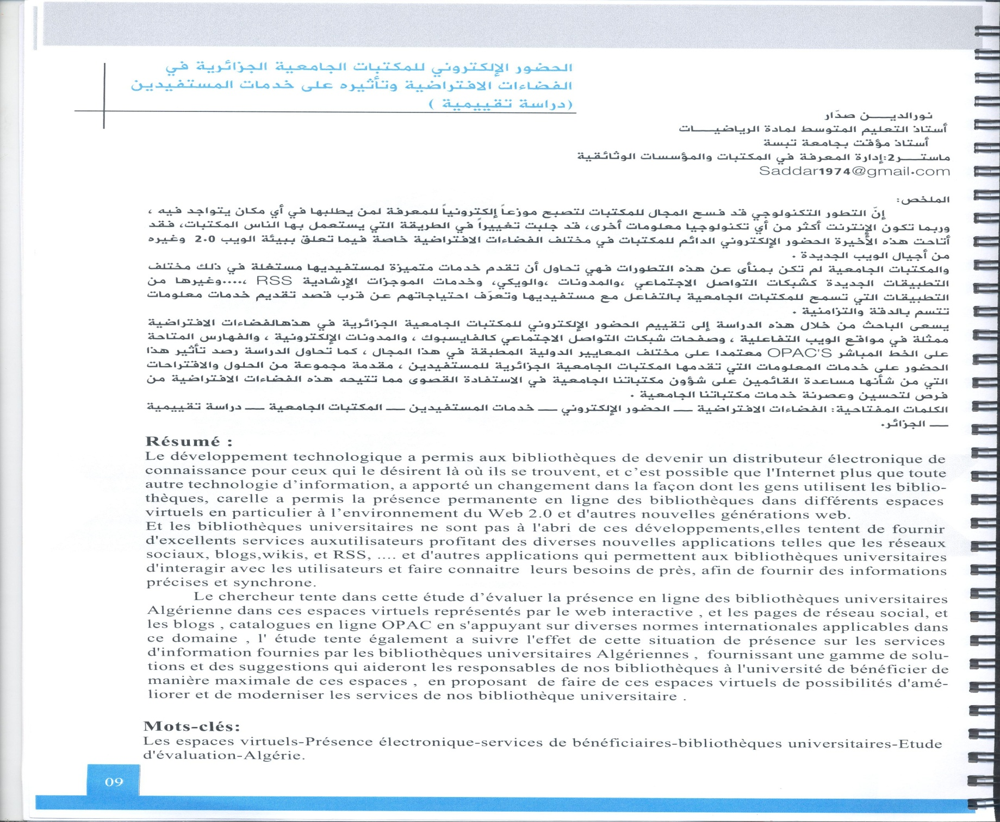 الحضور الإلكتروني للمكتبات الجامعية الجزائرية في
الفضاءات الافتراضية وتأثيره على خدمات المستفيدين
(دراسة تقييمية )
نورالديـــن صدّار
أستاذ التعليم المتوسط لمادة الرياضيـــات
أستاذ مؤقت بجامعة تبسة
ماستـــر2:إدارة المعرفة في المكتبات والمؤسسات الوثائقية
Saddar1974@gmail.com
الملخص:
إنّ التطور التكنولوجي قد فسح المجال للمكتبات لتصبح موزعاً إلكترونياً للمعرفة لمن يطلبها في أي مكان يتواجد فيه ،
وربما تكون الإنترنت أكثر من أي تكنولوجيا معلومات أخرى، قد جلبت تغييراً في الطريقة التي يستعمل بها الناس المكتبات، فقد
أتاحت هذه الأخيرة الحضور الإلكتروني الدائم للمكتبات في مختلف الفضاءات الافتراضية خاصة فيما تعلق ببيئة الويب 2.0 وغيره
من أجيال الويب الجديدة .
والمكتبات الجامعية لم تكن بمنأى عن هذه التطورات فهي تحاول أن تقدم خدمات متميزة لمستفيديها مستغلة في ذلك مختلف
التطبيقات الجديدة كشبكات التواصل الاجتماعي ،والمدونات ،والويكي، وخدمات الموجزات الإرشادية RSS ،....وغيرها من
التطبيقات التي تسمح للمكتبات الجامعية بالتفاعل مع مستفيديها وتعرّف احتياجاتهم عن قرب قصد تقديم خدمات معلومات
تتسم بالدقة والتزامنية .
يسعى الباحث من خلال هذه الدراسة إلى تقييم الحضور الإلكتروني للمكتبات الجامعية الجزائرية في هذهالفضاءات الافتراضية
ممثلة في مواقع الويب التفاعلية ، وصفحات شبكات التواصل الاجتماعي كالفايسبوك ، والمدونات الإلكترونية ، والفهارس المتاحة
على الخط المباشر OPAC'S معتمدا على مختلف المعايير الدولية المطبقة في هذا المجال ، كما تحاول الدراسة رصد تأثير هذا
الحضور على خدمات المعلومات التي تقدمها المكتبات الجامعية الجزائرية للمستفيدين ، مقدمة مجموعة من الحلول والاقتراحات
التي من شأنها مساعدة القائمين على شؤون مكتباتنا الجامعية في الاستفادة القصوى مما تتيحه هذه الفضاءات الافتراضية من
فرص لتحسين وعصرنة خدمات مكتباتنا الجامعية .
الكلمات المفتاحية: الفضاءات الافتراضية ــــ الحضور الإلكتروني ــــ خدمات المستفيدين ــــ المكتبات الجامعية ــــ دراسة تقييمية
ــــ الجزائر.
Résumé :
Le développement technologique a permis aux bibliothèques de devenir un distributeur électronique de
connaissance pour ceux qui le désirent là où ils se trouvent, et c’est possible que l'Internet plus que toute
autre technologie d’information, a apporté un changement dans la façon dont les gens utilisent les biblio-
thèques, carelle a permis la présence permanente en ligne des bibliothèques dans différents espaces
virtuels en particulier à l’environnement du Web 2.0 et d'autres nouvelles générations web.
Et les bibliothèques universitaires ne sont pas à l'abri de ces développements,elles tentent de fournir
d'excellents services auxutilisateurs profitant des diverses nouvelles applications telles que les réseaux
sociaux, blogs,wikis, et RSS, .... et d'autres applications qui permettent aux bibliothèques universitaires
d'interagir avec les utilisateurs et faire connaitre leurs besoins de près, afin de fournir des informations
précises et synchrone.
Le chercheur tente dans cette étude d’évaluer la présence en ligne des bibliothèques universitaires
Algérienne dans ces espaces virtuels représentés par le web interactive , et les pages de réseau social, et
les blogs , catalogues en ligne OPAC en s'appuyant sur diverses normes internationales applicables dans
ce domaine , l' étude tente également a suivre l'effet de cette situation de présence sur les services
d'information fournies par les bibliothèques universitaires Algériennes , fournissant une gamme de solu-
tions et des suggestions qui aideront les responsables de nos bibliothèques à l'université de bénéficier de
manière maximale de ces espaces , en proposant de faire de ces espaces virtuels de possibilités d'amé-
liorer et de moderniser les services de nos bibliothèque universitaire .
Mots-clés:
Les espaces virtuels-Présence électronique-services de bénéficiaires-bibliothèques universitaires-Etude
d'évaluation-Algérie.
09